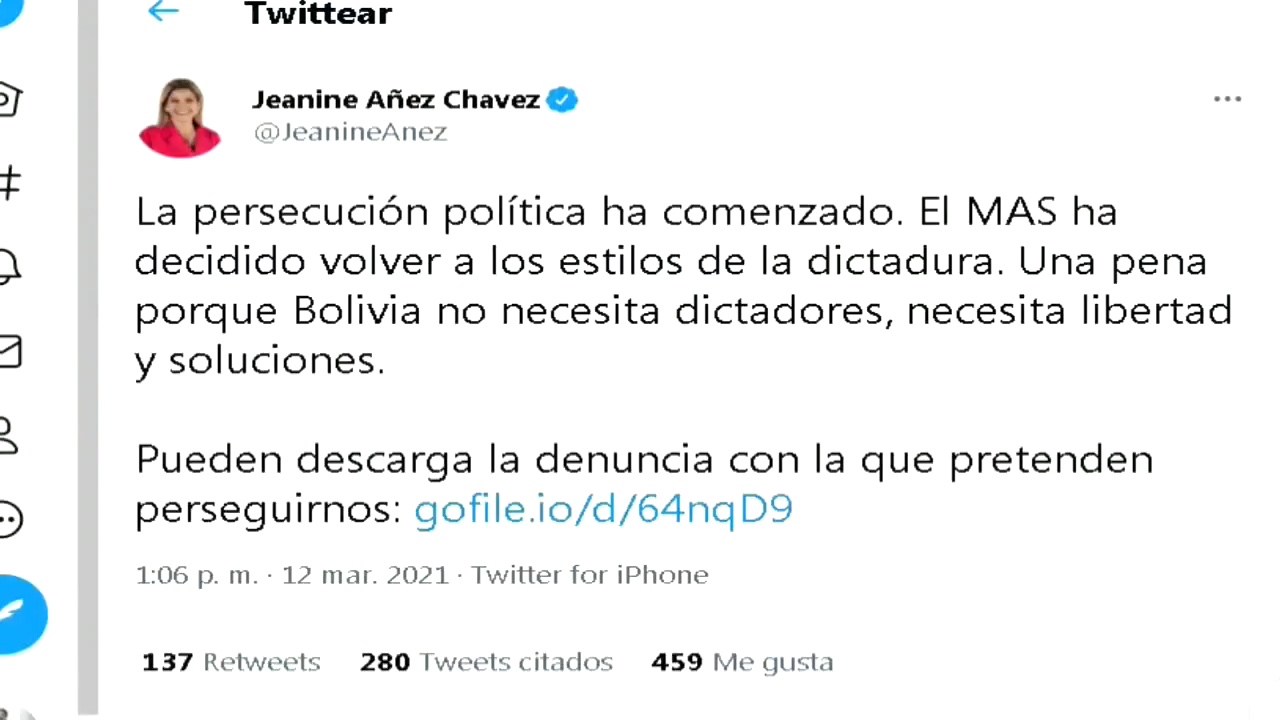 Twittear
Jeanine Añez Chavez
@JeanineAnez
La persecución política ha comenzado. El MAS ha
decidido volver a los estilos de la dictadura. Una pena
porque Bolivia no necesita dictadores, necesita libertad
y soluciones.
Pueden descarga la denuncia con la que pretenden
perseguirnos: gofile.io/d/64nqD9
1:06 p. m. · 12 mar. 2021 · Twitter for iPhone
137 Retweets 280 Tweets citados 459 Me gusta